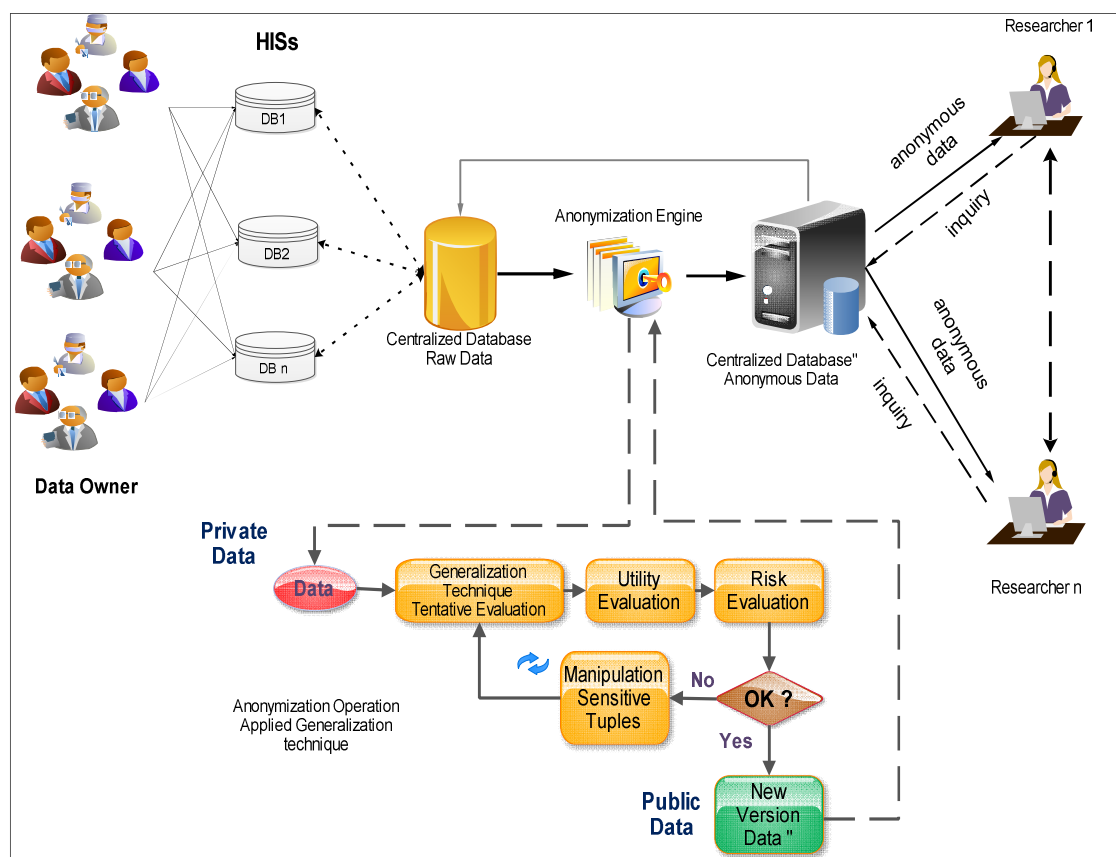 HISs
Researcher 1
DB1
DB2
DB n
Data Owner
Centralized Database
Raw Data
Anonymization Engine
Centralized Database"
Anonymous Data
anonymous
data
inquiry
anonymous
data
inquiry
Researcher n
Private
Data
Data
Generalization
Technique
Tentative Evaluation
Utility
Evaluation
Risk
Evaluation
Manipulation
Sensitive
Tuples
No
OK ?
Yes
Anonymization Operation
Applied Generalization
technique
Public
Data
New
Version
Data "